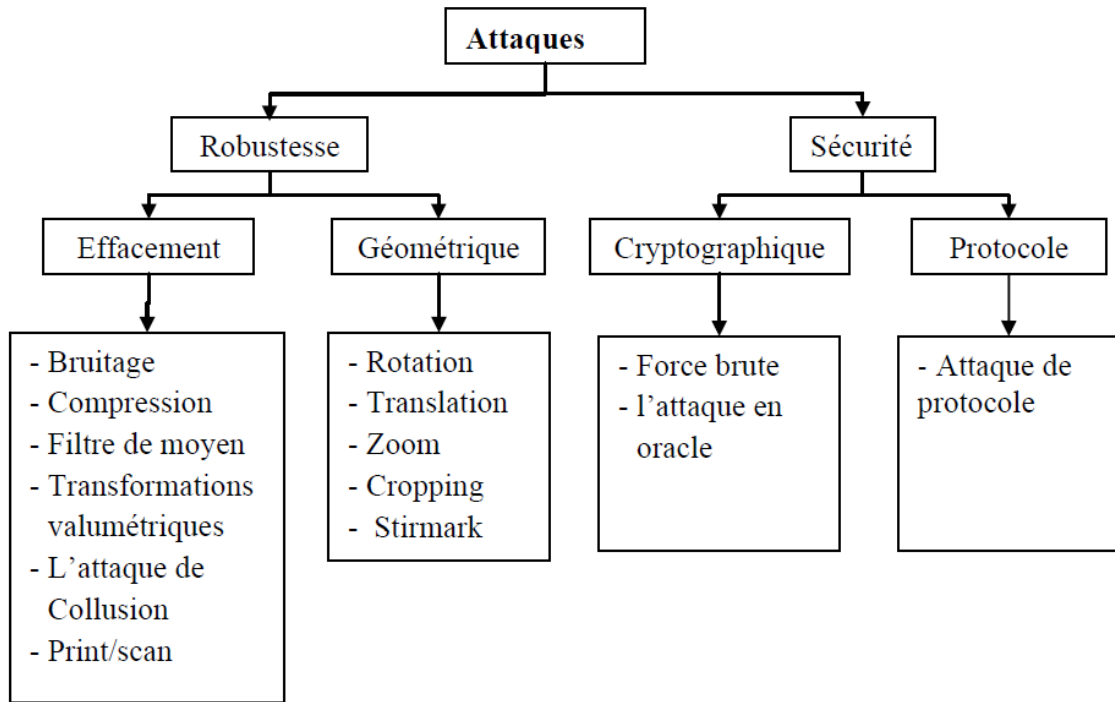 Attaques
Robustesse
Sécurité
Effacement
Géométrique
Cryptographique
Protocole
- Bruitage
- Compression
- Filtre de moyen
- Transformations
valumétriques
- L’attaque de
Collusion
- Print/scan
- Rotation
- Translation
- Zoom
- Cropping
- Stirmark
- Force brute
- l’attaque en
oracle
- Attaque de
protocole